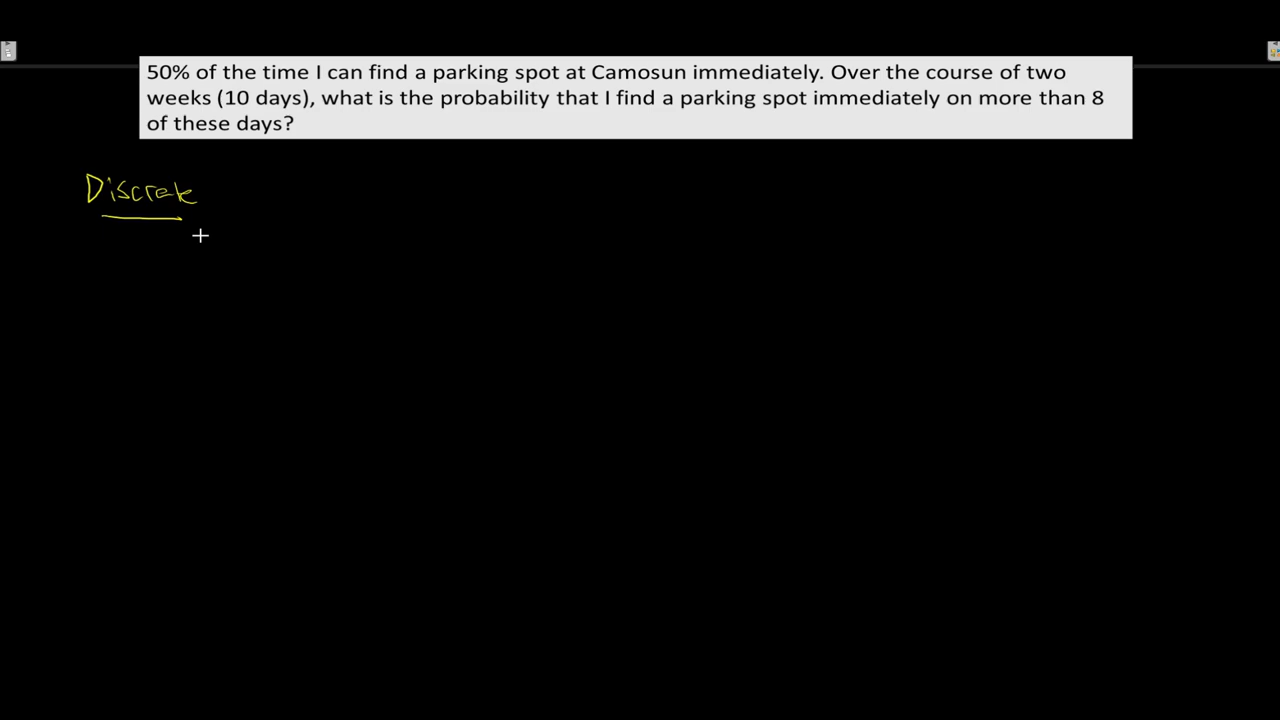 50% of the time I can find a parking spot at Camosun immediately. Over the course of two
weeks (10 days), what is the probability that I find a parking spot immediately on more than 8
of these days?
Discrete